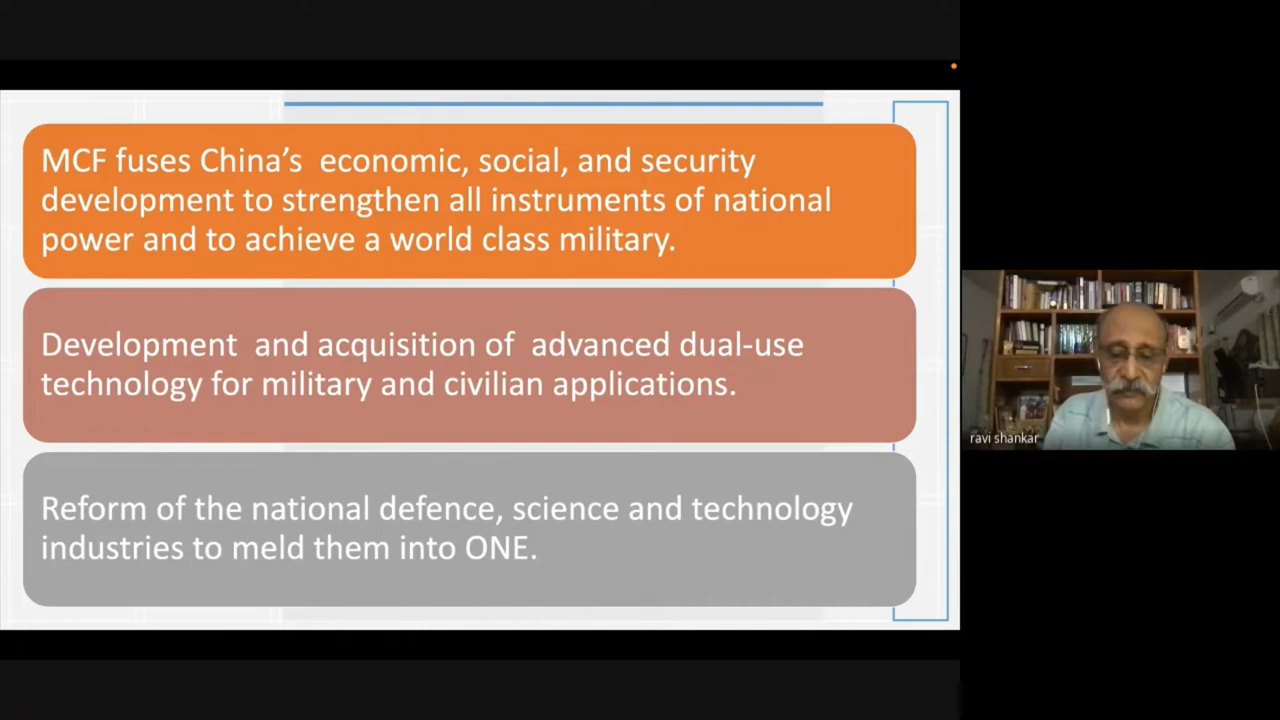 MCF fuses China’s  economic, social, and security
development to strengthen all instruments of national
power and to achieve a world class military.
Development  and acquisition of  advanced dual-use
technology for military and civilian applications.
Reform of the national defence, science and technology
industries to meld them into ONE.
ravi shankar